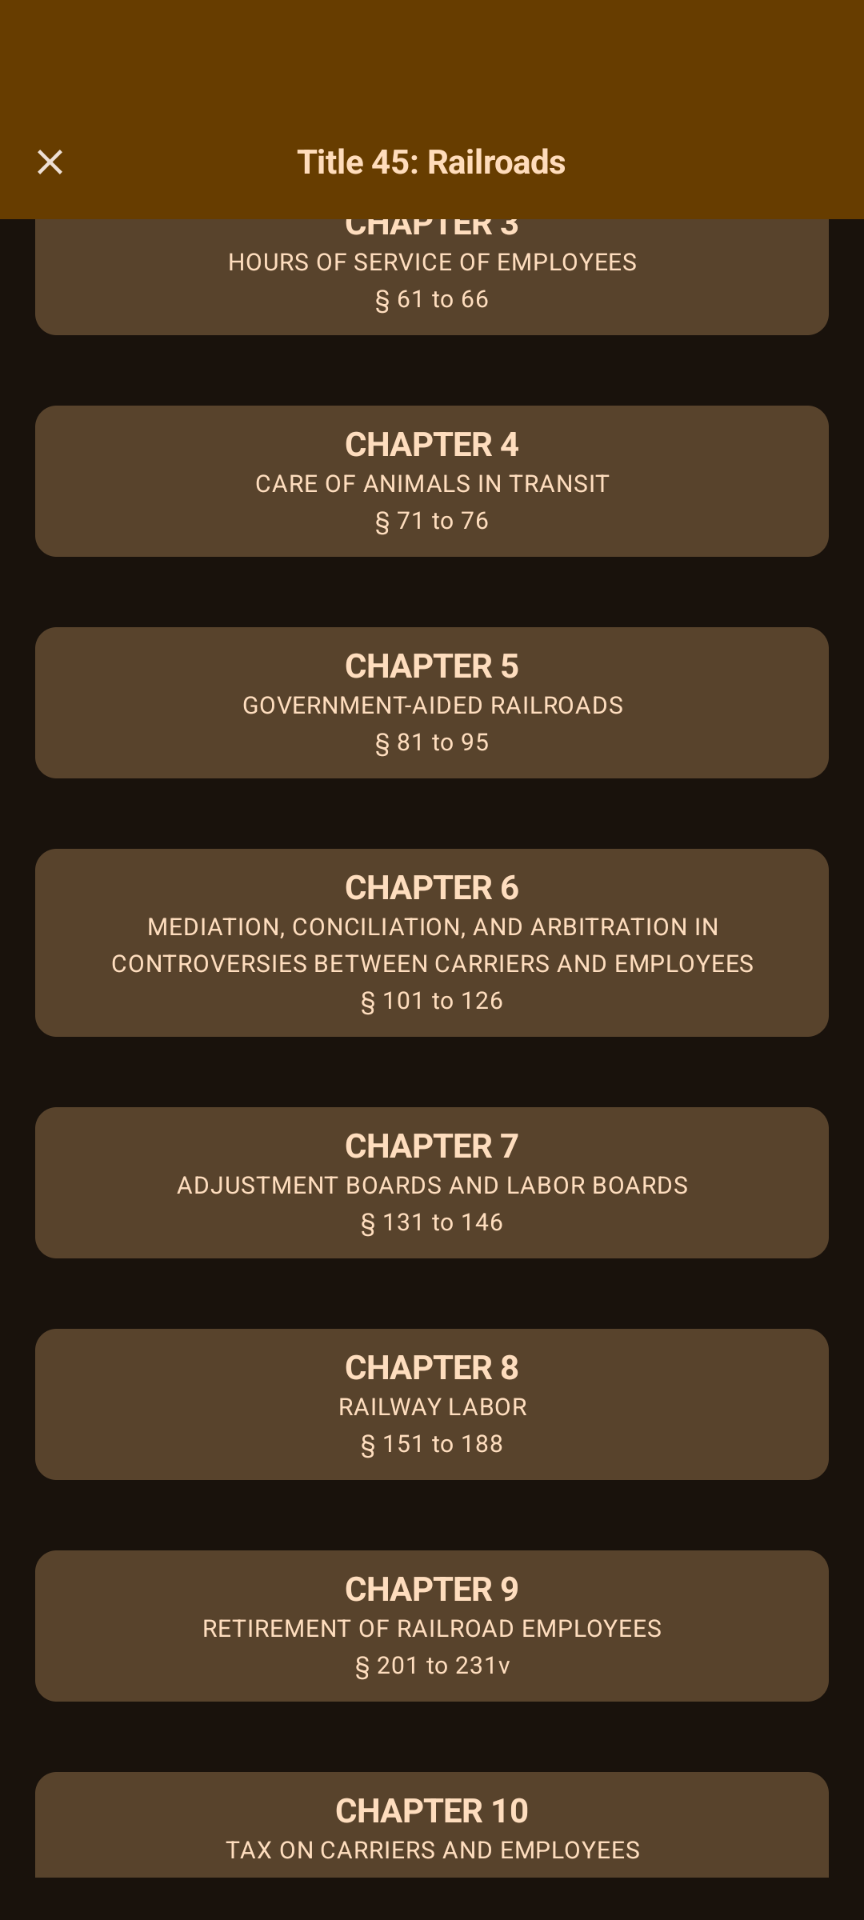 Title 45: Railroads
CHAPTER 3
HOURS OF SERVICE OF EMPLOYEES
§ 61 to 66
CHAPTER 4
CARE OF ANIMALS IN TRANSIT
§ 71 to 76
CHAPTER 5
GOVERNMENT-AIDED RAILROADS
§ 81 to 95
CHAPTER 6
MEDIATION, CONCILIATION, AND ARBITRATION IN
CONTROVERSIES BETWEEN CARRIERS AND EMPLOYEES
§ 101 to 126
CHAPTER 7
ADJUSTMENT BOARDS AND LABOR BOARDS
§ 131 to 146
CHAPTER 8
RAILWAY LABOR
§ 151 to 188
CHAPTER 9
RETIREMENT OF RAILROAD EMPLOYEES
§ 201 to 231v
CHAPTER 10
TAX ON CARRIERS AND EMPLOYEES